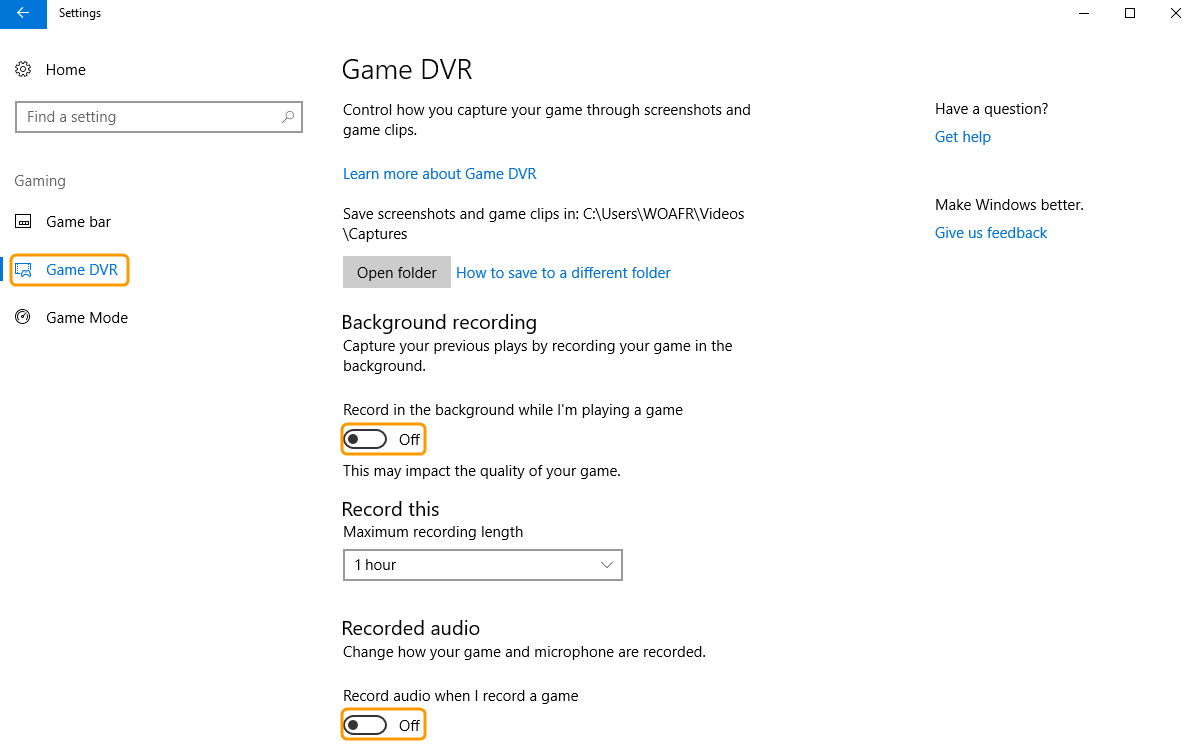 Settings
Home
Find a setting
Gaming
Game bar
Game DVR
Game Mode
Game DVR
Control how you capture your game through screenshots and
game clips.
Learn more about Game DVR
Save screenshots and game clips in: C:\Users\WOAFR\Videos
\Captures
Open folder
How to save to a different folder
Background recording
Capture your previous plays by recording your game in the
background.
Record in the background while I'm playing a game
Off
This may impact the quality of your game.
Record this
Maximum recording length
1 hour
Recorded audio
Change how your game and microphone are recorded.
Record audio when I record a game
Off
Have a question?
Get help
Make Windows better.
Give us feedback